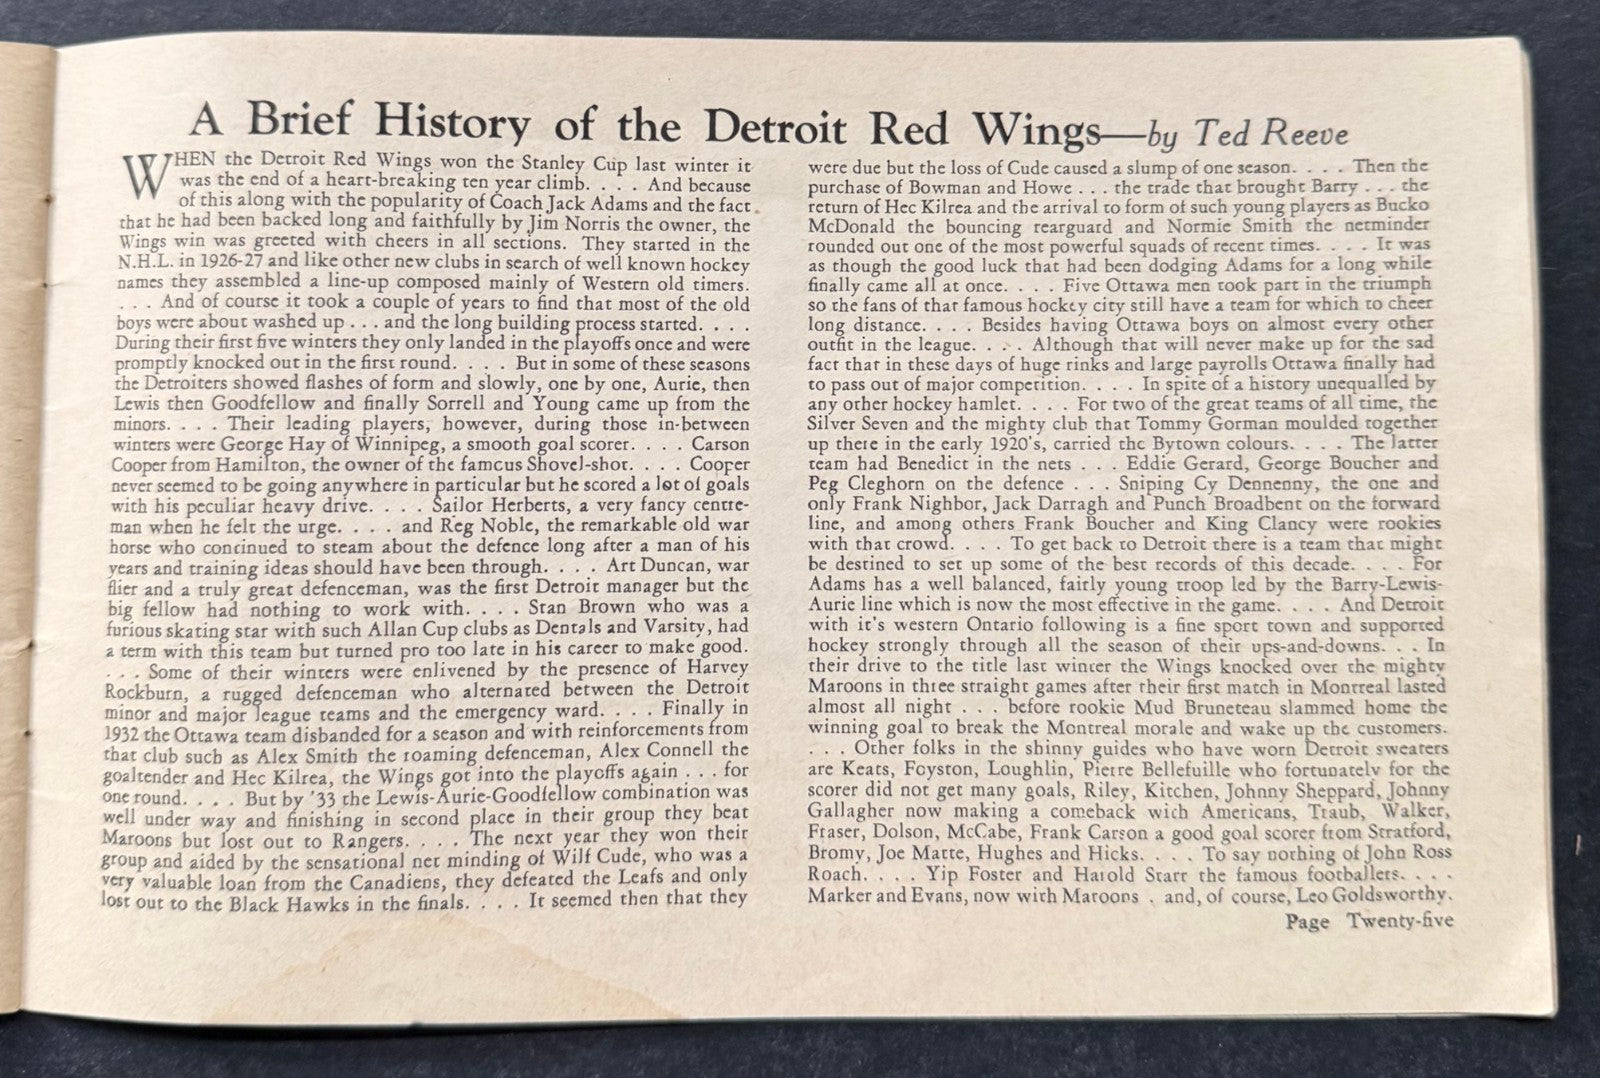 A Brief History of the Detroit Red Wings—by Ted Reeve
WHEN the Detroit Red Wings won the Stanley Cup last winter it
was the end of a heart-breaking ten year climb. . . . And because
of this along with the popularity of Coach Jack Adams and the fact
that he had been backed long and faithfully by Jim Norris the owner, the
Wings win was greeted with cheers in all sections. They started in the
N.H.L. in 1926-27 and like other new clubs in search of well known hockey
names they assembled a line-up composed mainly of Western old timers.
. . . And of course it took a couple of years to find that most of the old
boys were about washed up . . . and the long building process started. . . .
During their first five winters they only landed in the playoffs once and were
promptly knocked out in the first round. . . . But in some of these seasons
the Detroiters showed flashes of form and slowly, one by one, Aurie, then
Lewis then Goodfellow and finally Sorrell and Young came up from the
minors. . . . Their leading players, however, during those in-between
winters were George Hay of Winnipeg, a smooth goal scorer. . . . Carson
Cooper from Hamilton, the owner of the famcus Shovel-shot. . . . Cooper
never seemed to be going anywhere in particular but he scored a lot of goals
with his peculiar heavy drive. . . . Sailor Herberts, a very fancy centre-
man when he felt the urge. . . . and Reg Noble, the remarkable old war
horse who continued to steam about the defence long after a man of his
years and training ideas should have been through. . . . Art Duncan, war
flier and a truly great defenceman, was the first Detroit manager but the
big fellow had nothing to work with. . . . Stan Brown who was a
furious skating star with such Allan Cup clubs as Dentals and Varsity, had
a term with this team but turned pro too late in his career to make good.
. . . Some of their winters were enlivened by the presence of Harvey
Rockburn, a rugged defenceman who alternated between the Detroit
minor and major league teams and the emergency ward. . . . Finally in
1932 the Ottawa team disbanded for a season and with reinforcements from
that club such as Alex Smith the roaming defenceman, Alex Connell the
goaltender and Hec Kilrea, the Wings got into the playoffs again . . . for
one round. . . . But by '33 the Lewis-Aurie-Goodfellow combination was
well under way and finishing in second place in their group they beat
Maroons but lost out to Rangers. . . . The next year they won their
group and aided by the sensational net minding of Wilf Cude, who was a
very valuable loan from the Canadiens, they defeated the Leafs and only
lost out to the Black Hawks in the finals. . . . It seemed then that they
were due but the loss of Cude caused a slump of one season. . . . Then the
purchase of Bowman and Howe . . . the trade that brought Barry . . . the
return of Hec Kilrea and the arrival to form of such young players as Bucko
McDonald the bouncing rearguard and Normie Smith the netminder
rounded out one of the most powerful squads of recent times. . . . It was
as though the good luck that had been dodging Adams for a long while
finally came all at once. . . . Five Ottawa men took part in the triumph
so the fans of that famous hockey city still have a team for which to cheer
long distance. . . . Besides having Ottawa boys on almost every other
outfit in the league. . . . Although that will never make up for the sad
fact that in these days of huge rinks and large payrolls Ottawa finally had
to pass out of major competition. . . . In spite of a history unequalled by
any other hockey hamlet. . . . For two of the great teams of all time, the
Silver Seven and the mighty club that Tommy Gorman moulded together
up there in the early 1920's, carried the Bytown colours. . . . The latter
team had Benedict in the nets . . . Eddie Gerard, George Boucher and
Peg Cleghorn on the defence . . . Sniping Cy Dennenny, the one and
only Frank Nighbor, Jack Darragh and Punch Broadbent on the forward
line, and among others Frank Boucher and King Clancy were rookies
with that crowd. . . . To get back to Detroit there is a team that might
be destined to set up some of the best records of this decade. . . . For
Adams has a well balanced, fairly young troop led by the Barry-Lewis-
Aurie line which is now the most effective in the game. . . . And Detroit
with it's western Ontario following is a fine sport town and supported
hockey strongly through all the season of their ups-and-downs. . . In
their drive to the title last winter the Wings knocked over the mighty
Maroons in three straight games after their first match in Montreal lasted
almost all night . . . before rookie Mud Bruneteau slammed home the
winning goal to break the Montreal morale and wake up the customers.
. . . Other folks in the shinny guides who have worn Detroit sweaters
are Keats, Foyston, Loughlin, Pierre Bellefuille who fortunately for the
scorer did not get many goals, Riley, Kitchen, Johnny Sheppard, Johnny
Gallagher now making a comeback with Americans, Traub, Walker,
Fraser, Dolson, McCabe, Frank Carson a good goal scorer from Stratford,
Bromy, Joe Matte, Hughes and Hicks. . . . To say nothing of John Ross
Roach. . . . Yip Foster and Harold Starr the famous footballers. . . .
Marker and Evans, now with Maroons . and, of course, Leo Goldsworthy.
Page Twenty-five